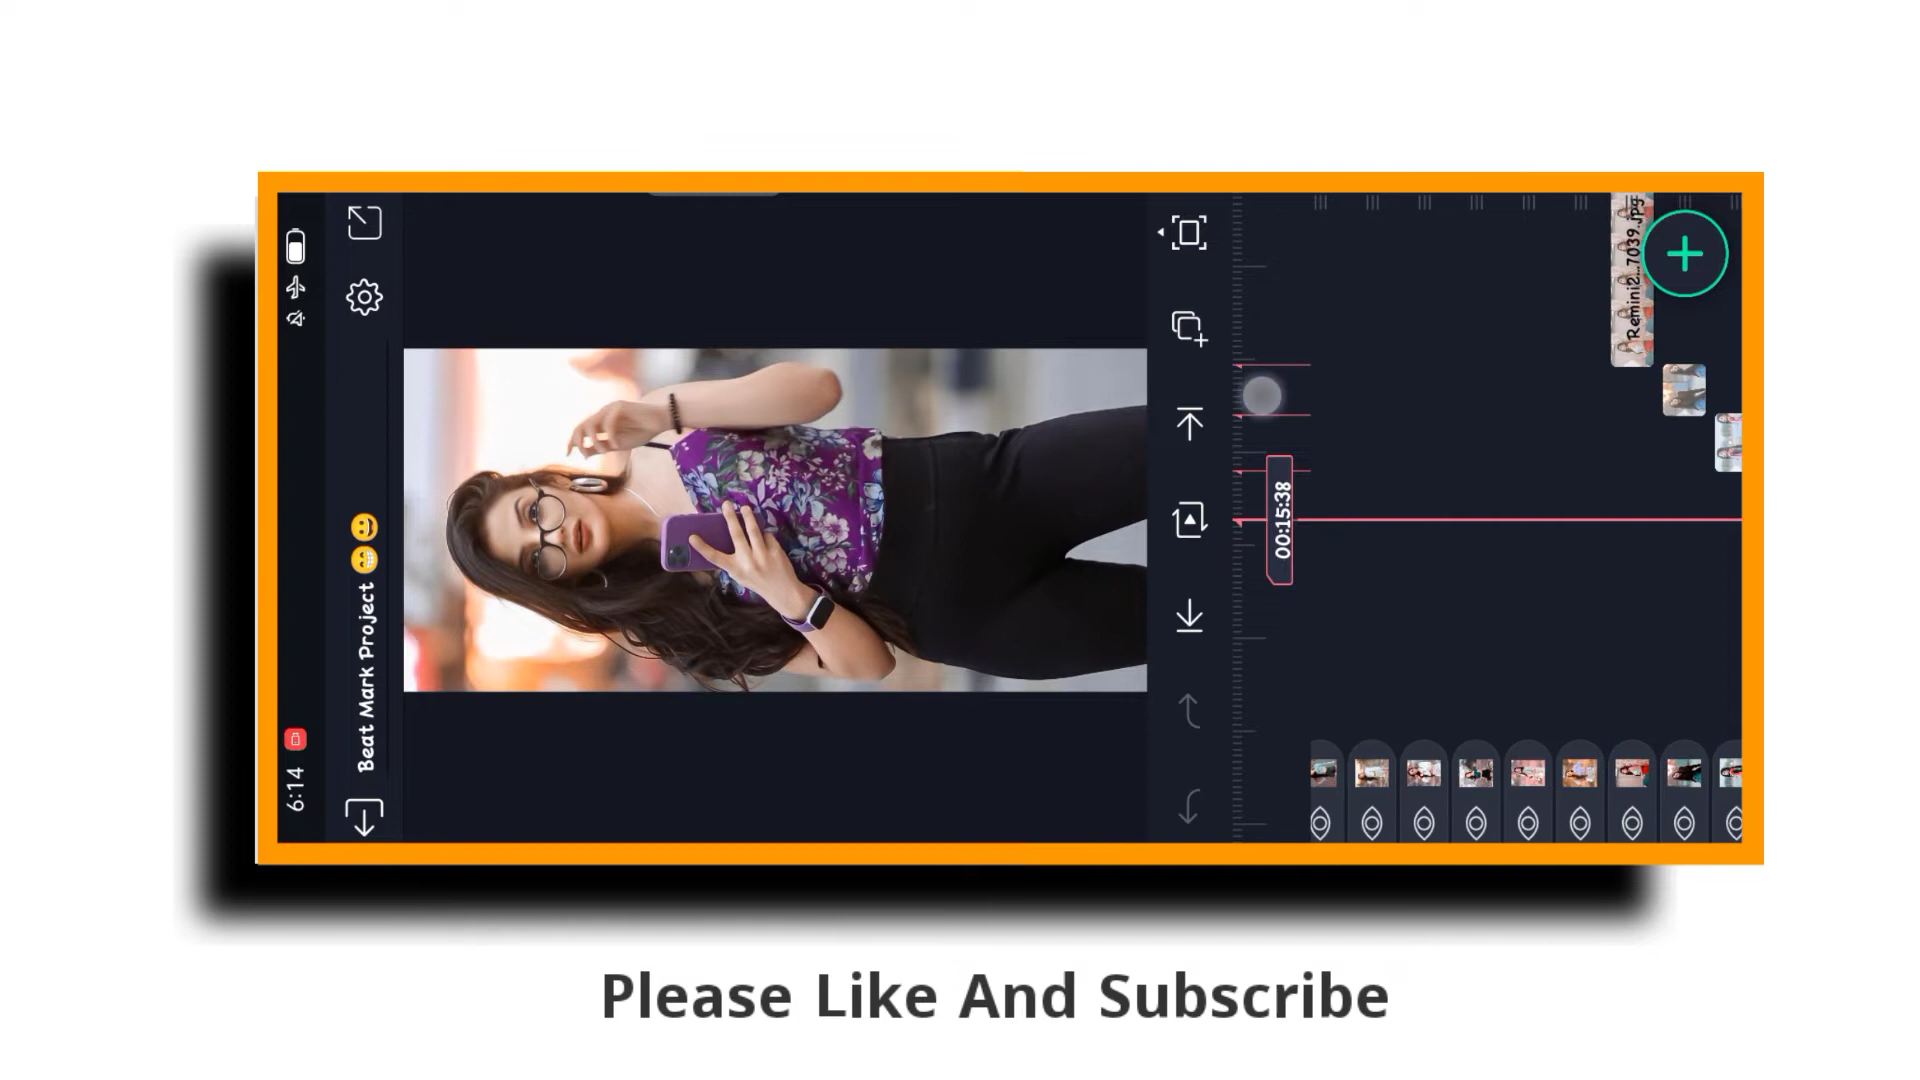 6:14
Beat Mark Project 😬😀
00:15:38
Remini2...7039.jpg
Please Like And Subscribe